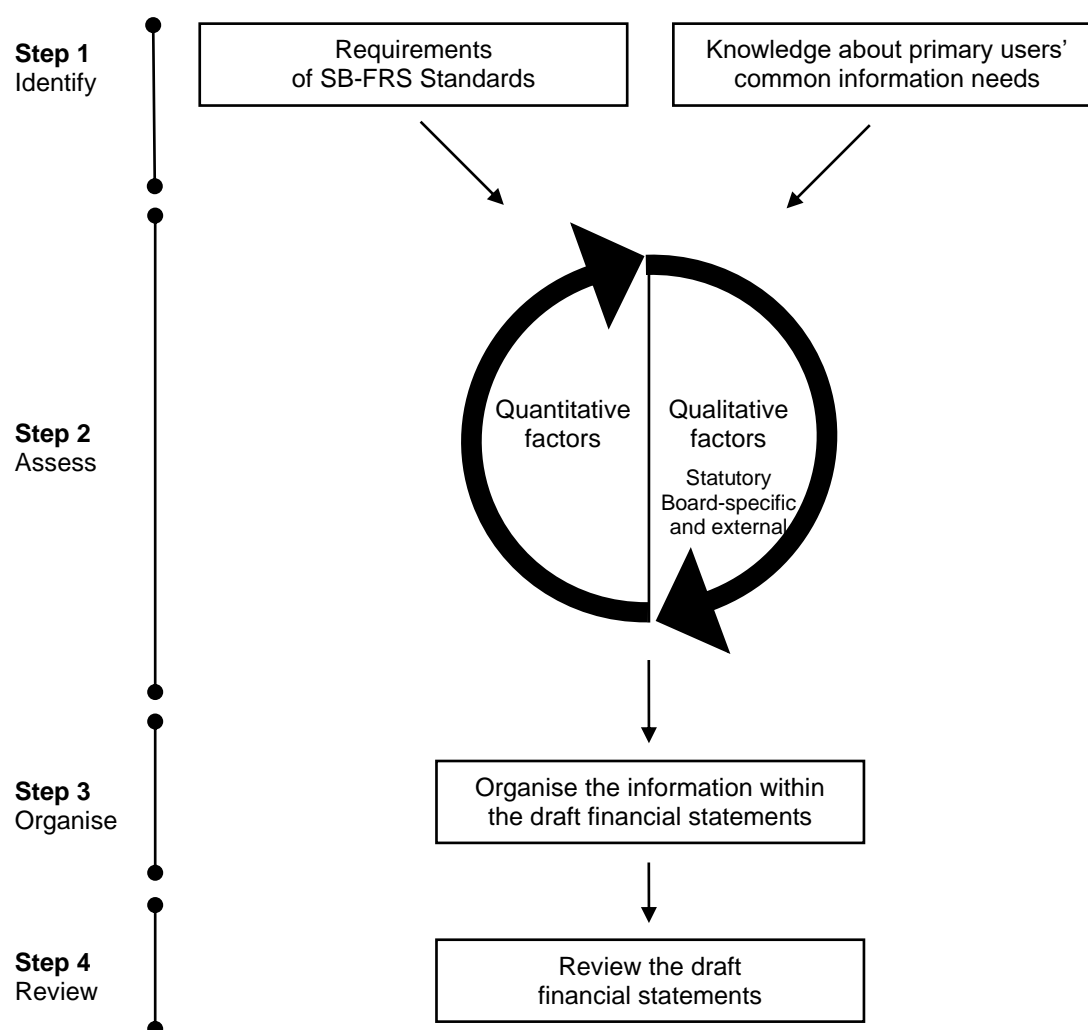 Step 1
Identify
Requirements
of SB-FRS Standards
Knowledge about primary users’
common information needs
Step 2
Assess
Quantitative
factors
Qualitative
factors
Statutory
Board-specific
and external
Step 3
Organise
Organise the information within
the draft financial statements
Step 4
Review
Review the draft
financial statements